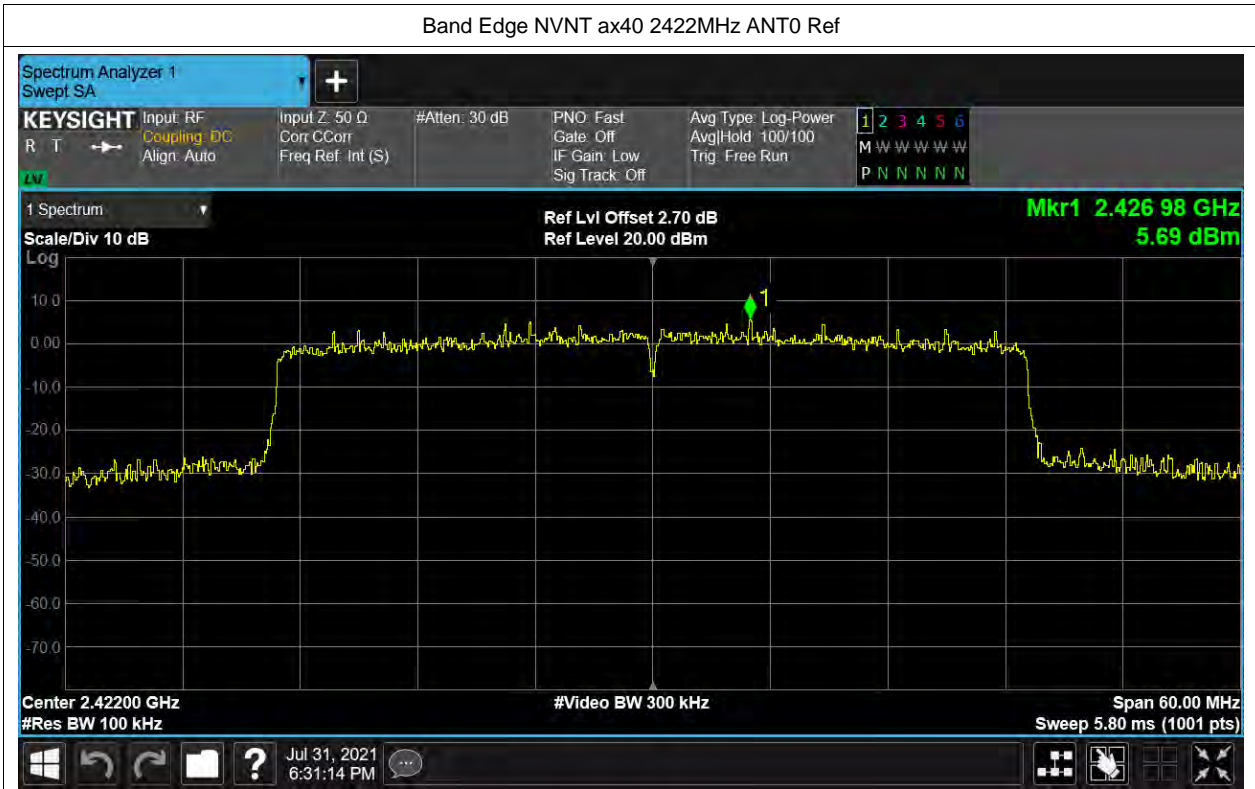 Band Edge NVNT ax40 2422MHz ANT0 Ref
Spectrum Analyzer 1
Swept SA
KEYSIGHT
R T
LXI
Input: RF
Coupling: DC
Align: Auto
Input Z: 50 Ω
Corr CCorr
Freq Ref: Int (S)
#Atten: 30 dB
PNO: Fast
Gate: Off
IF Gain: Low
Sig Track: Off
Avg Type: Log-Power
Avg|Hold: 100/100
Trig: Free Run
1 2 3 4 5 6
M W W W W W
P N N N N N
1 Spectrum
Scale/Div 10 dB
Ref Lvl Offset 2.70 dB
Ref Level 20.00 dBm
Mkr1 2.426 98 GHz
5.69 dBm
Log
10.0
0.00
-10.0
-20.0
-30.0
-40.0
-50.0
-60.0
-70.0
1
Center 2.42200 GHz
#Res BW 100 kHz
#Video BW 300 kHz
Span 60.00 MHz
Sweep 5.80 ms (1001 pts)
?
Jul 31, 2021
6:31:14 PM